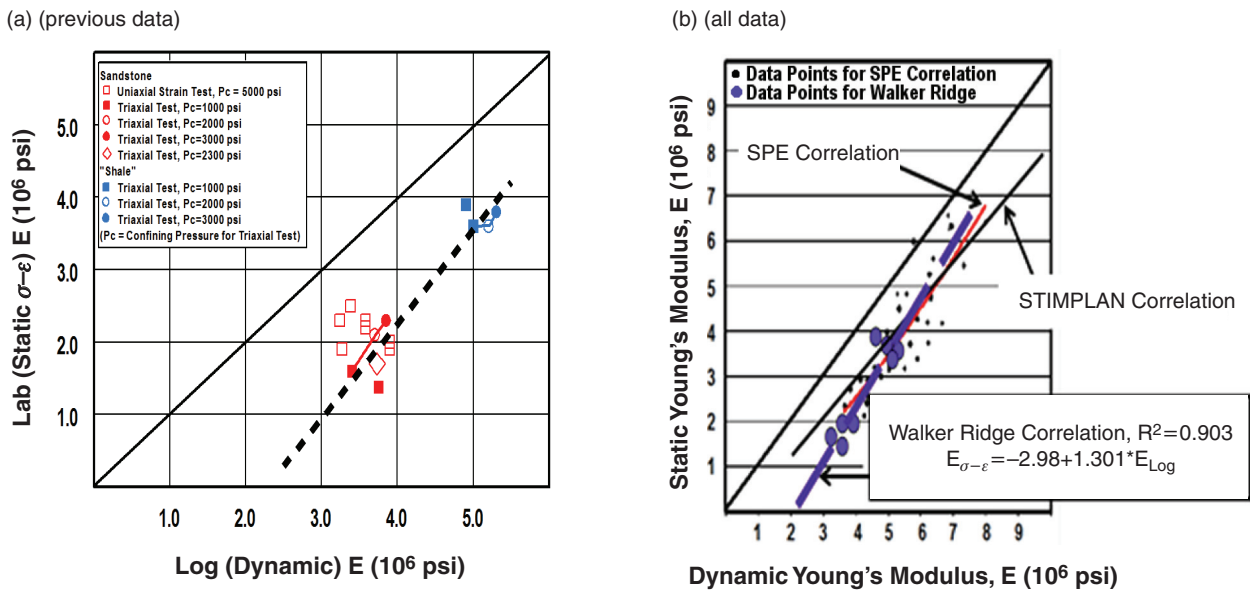 (a) (previous data)
Sandstone
Uniaxial Strain Test, Pc = 5000 psi
Triaxial Test, Pc=1000 psi
Triaxial Test, Pc=2000 psi
Triaxial Test, Pc=3000 psi
Triaxial Test, Pc=2300 psi
"Shale"
Triaxial Test, Pc=1000 psi
Triaxial Test, Pc=2000 psi
Triaxial Test, Pc=3000 psi
(Pc = Confining Pressure for Triaxial Test)
Lab (Static σ–ε) E (10⁶ psi)
5.0
4.0
3.0
2.0
1.0
1.0 2.0 3.0 4.0 5.0
Log (Dynamic) E (10⁶ psi)
(b) (all data)
Data Points for SPE Correlation
Data Points for Walker Ridge
SPE Correlation
STIMPLAN Correlation
Walker Ridge Correlation, R²=0.903
Eσ–ε=–2.98+1.301*ELog
Static Young's Modulus, E (10⁶ psi)
9
8
7
6
5
4
3
2
1
1 2 3 4 5 6 7 8 9
Dynamic Young's Modulus, E (10⁶ psi)